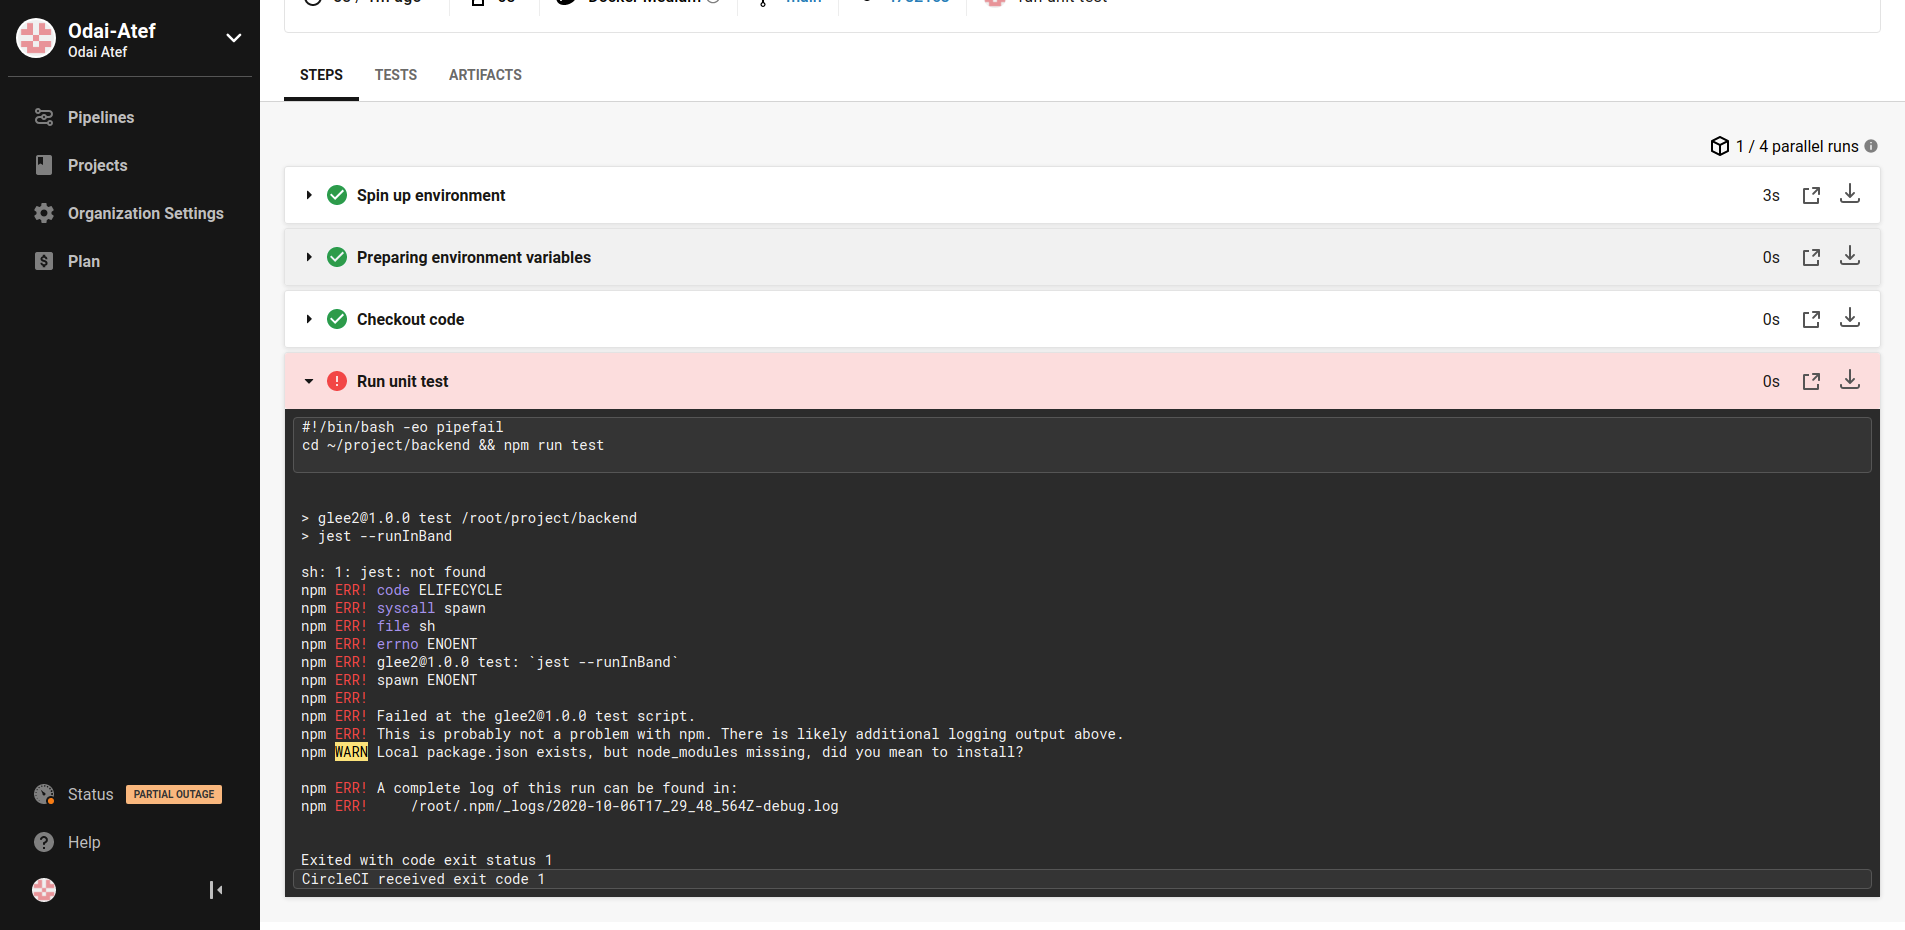 Odai-Atef
Odai Atef
Pipelines
Projects
Organization Settings
Plan
Status PARTIAL OUTAGE
Help
STEPS TESTS ARTIFACTS
1 / 4 parallel runs
Spin up environment 3s
Preparing environment variables 0s
Checkout code 0s
Run unit test 0s
#!/bin/bash -eo pipefail
cd ~/project/backend && npm run test
> glee2@1.0.0 test /root/project/backend
> jest --runInBand
sh: 1: jest: not found
npm ERR! code ELIFECYCLE
npm ERR! syscall spawn
npm ERR! file sh
npm ERR! errno ENOENT
npm ERR! glee2@1.0.0 test: `jest --runInBand`
npm ERR! spawn ENOENT
npm ERR!
npm ERR! Failed at the glee2@1.0.0 test script.
npm ERR! This is probably not a problem with npm. There is likely additional logging output above.
npm WARN Local package.json exists, but node_modules missing, did you mean to install?
npm ERR! A complete log of this run can be found in:
npm ERR!     /root/.npm/_logs/2020-10-06T17_29_48_564Z-debug.log
Exited with code exit status 1
CircleCI received exit code 1